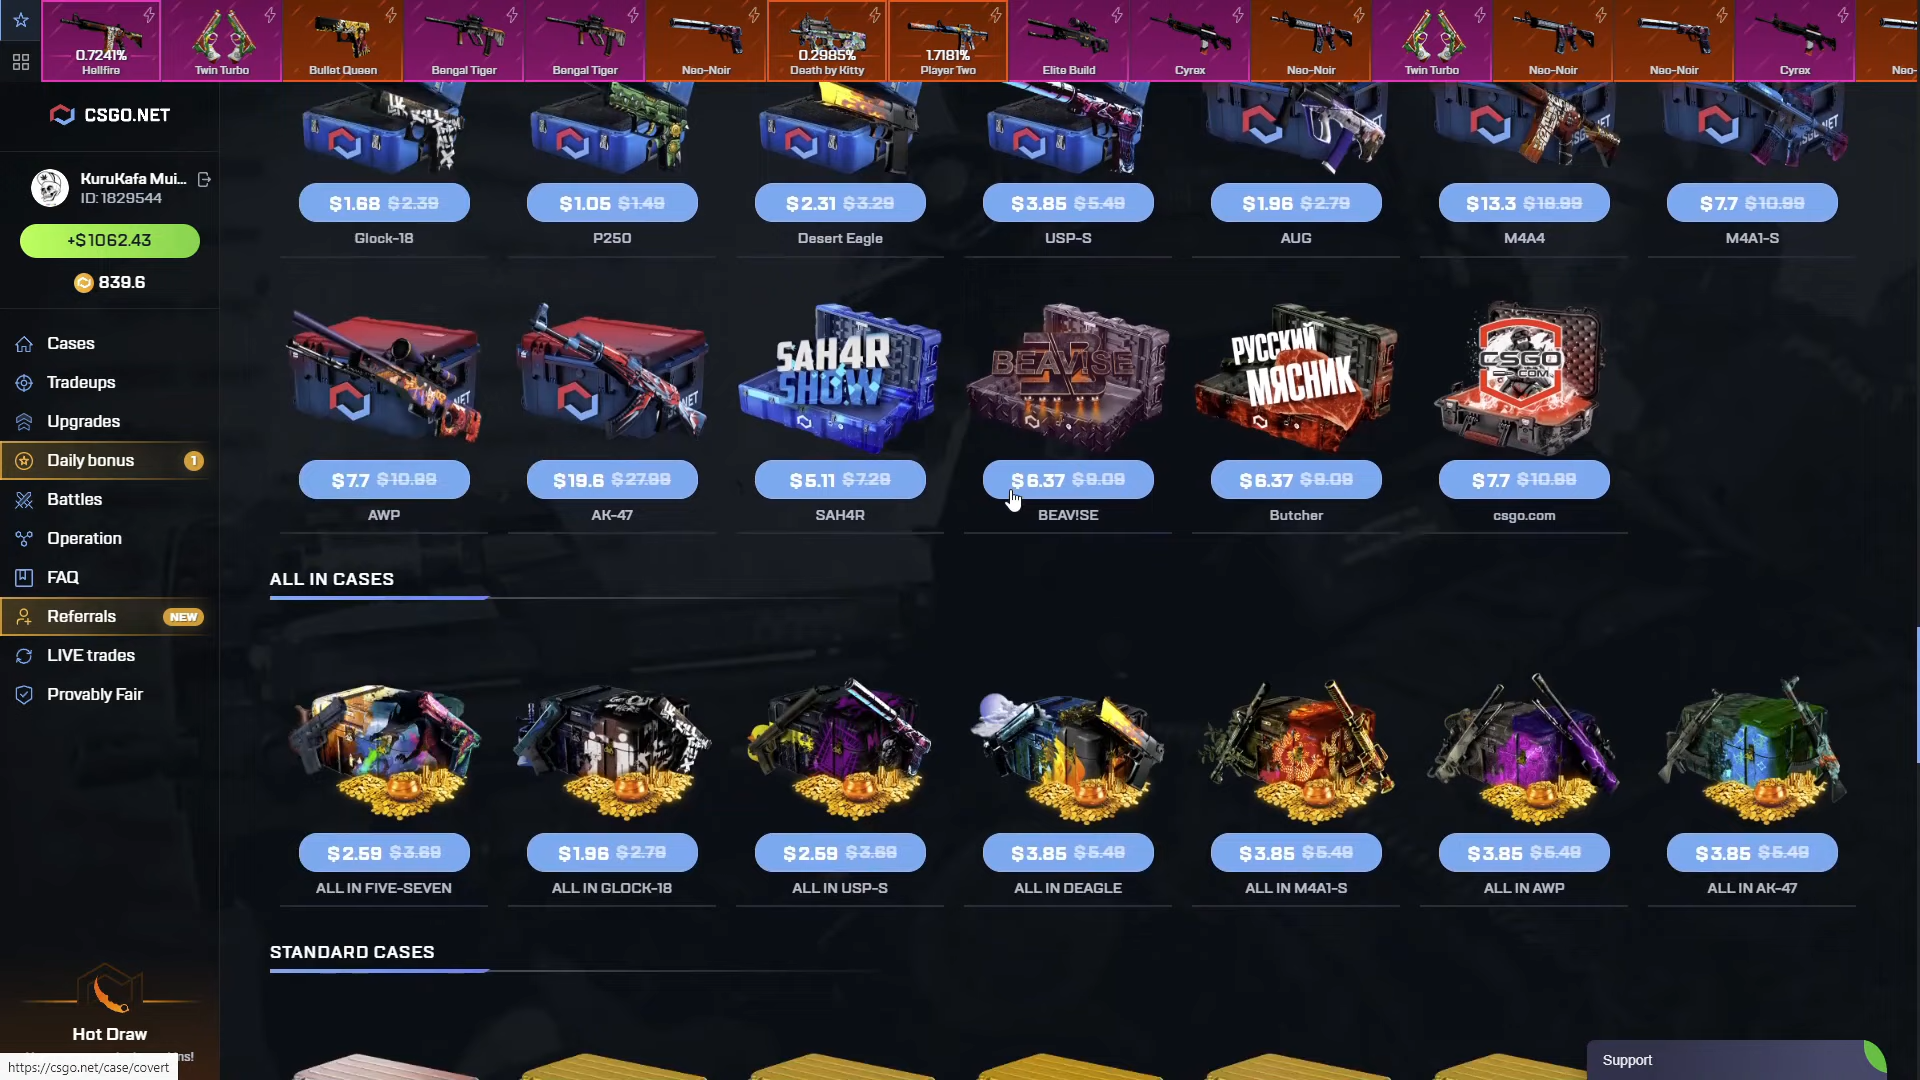 0.7241%
Hellfire
Twin Turbo
Bullet Queen
Bengal Tiger
Bengal Tiger
Neo-Noir
0.2985%
Death by Kitty
1.7181%
Player Two
Elite Build
Cyrex
Neo-Noir
Twin Turbo
Neo-Noir
Neo-Noir
Cyrex
Neo-
CSGO.NET
KuruKafa Mui...
ID: 1829544
+$1062.43
839.6
Cases
Tradeups
Upgrades
Daily bonus 1
Battles
Operation
FAQ
Referrals NEW
LIVE trades
Provably Fair
Hot Draw
ns!
https://csgo.net/case/covert
$1.68 $2.39
Glock-18
$1.05 $1.49
P250
$2.31 $3.29
Desert Eagle
$3.85 $5.49
USP-S
$1.96 $2.79
AUG
$13.3 $18.99
M4A4
$7.7 $10.99
M4A1-S
$7.7 $10.99
AWP
$19.6 $27.99
AK-47
SAH4R
SHOW
$5.11 $7.29
SAH4R
BEAV!SE
$6.37 $9.09
BEAV!SE
РУССКИЙ
МЯСНИК
$6.37 $9.09
Butcher
CSGO
COM
$7.7 $10.99
csgo.com
ALL IN CASES
$2.59 $3.69
ALL IN FIVE-SEVEN
$1.96 $2.79
ALL IN GLOCK-18
$2.59 $3.69
ALL IN USP-S
$3.85 $5.49
ALL IN DEAGLE
$3.85 $5.49
ALL IN M4A1-S
$3.85 $5.49
ALL IN AWP
$3.85 $5.49
ALL IN AK-47
STANDARD CASES
Support